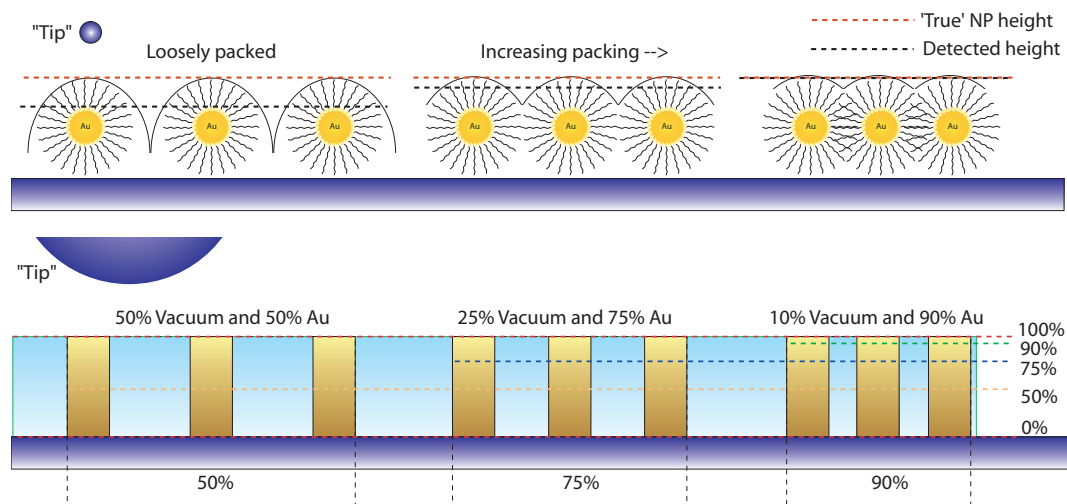 "Tip"
Loosely packed
Increasing packing -->
'True' NP height
Detected height
Au Au Au Au Au Au Au Au Au
"Tip"
50% Vacuum and 50% Au
25% Vacuum and 75% Au
10% Vacuum and 90% Au
100%
90%
75%
50%
0%
50%
75%
90%